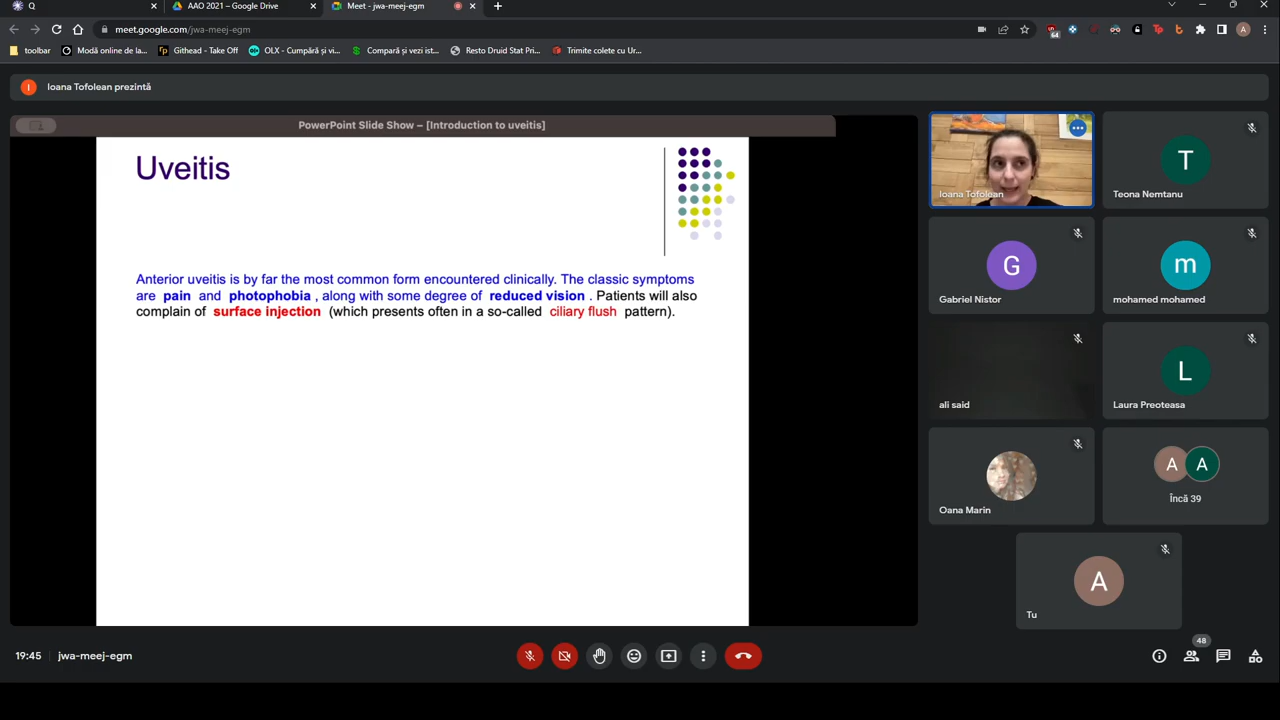 Q
AAO 2021 – Google Drive
Meet - jwa-meej-egm
meet.google.com/jwa-meej-egm
64
A
toolbar
Modă online de la...
Githead - Take Off
OLX - Cumpără și vi...
Compară și vezi ist...
Resto Druid Stat Pri...
Trimite colete cu Ur...
I
Ioana Tofolean prezintă
PowerPoint Slide Show – [Introduction to uveitis]
Uveitis
Anterior uveitis is by far the most common form encountered clinically. The classic symptoms
are pain and photophobia , along with some degree of reduced vision . Patients will also
complain of surface injection (which presents often in a so-called ciliary flush pattern).
Ioana Tofolean
T
Teona Nemtanu
G
Gabriel Nistor
m
mohamed mohamed
ali said
L
Laura Preoteasa
Oana Marin
A A
Încă 39
A
Tu
19:45 jwa-meej-egm
48